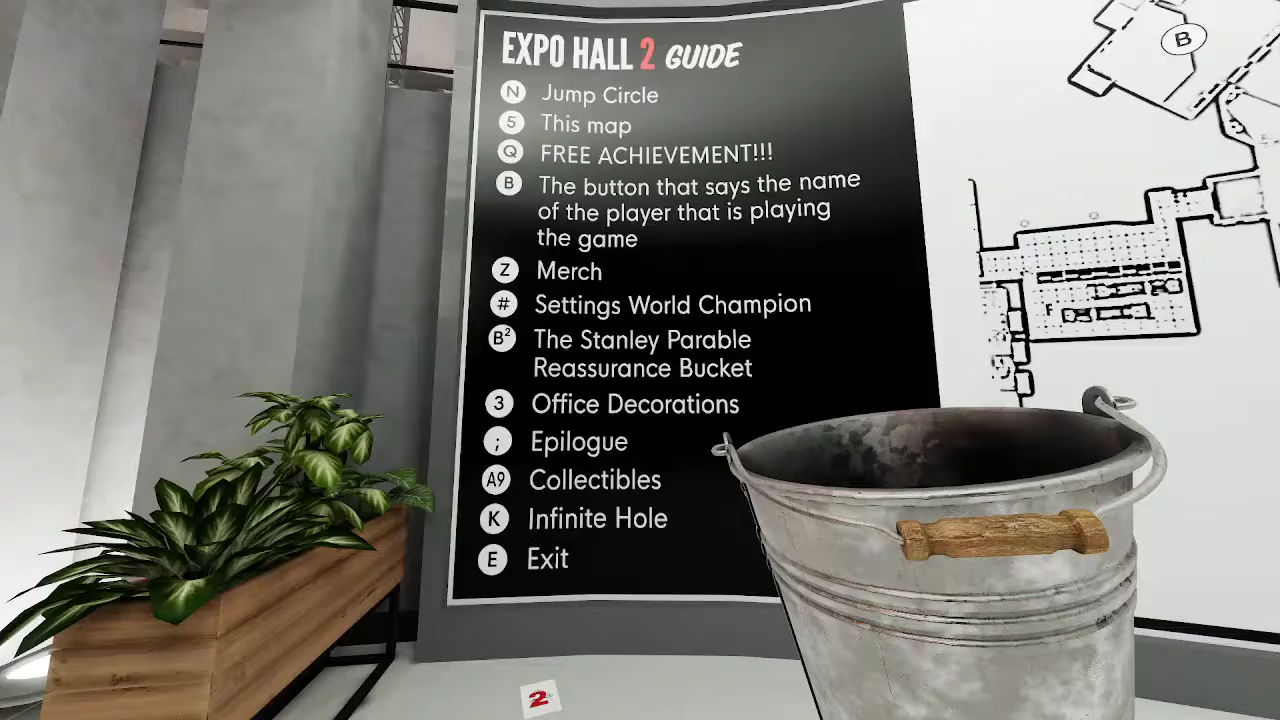 EXPO HALL 2 GUIDE
N Jump Circle
5 This map
Q FREE ACHIEVEMENT!!!
B The button that says the name
of the player that is playing
the game
Z Merch
# Settings World Champion
B² The Stanley Parable
Reassurance Bucket
3 Office Decorations
; Epilogue
A9 Collectibles
K Infinite Hole
E Exit
B
F
2